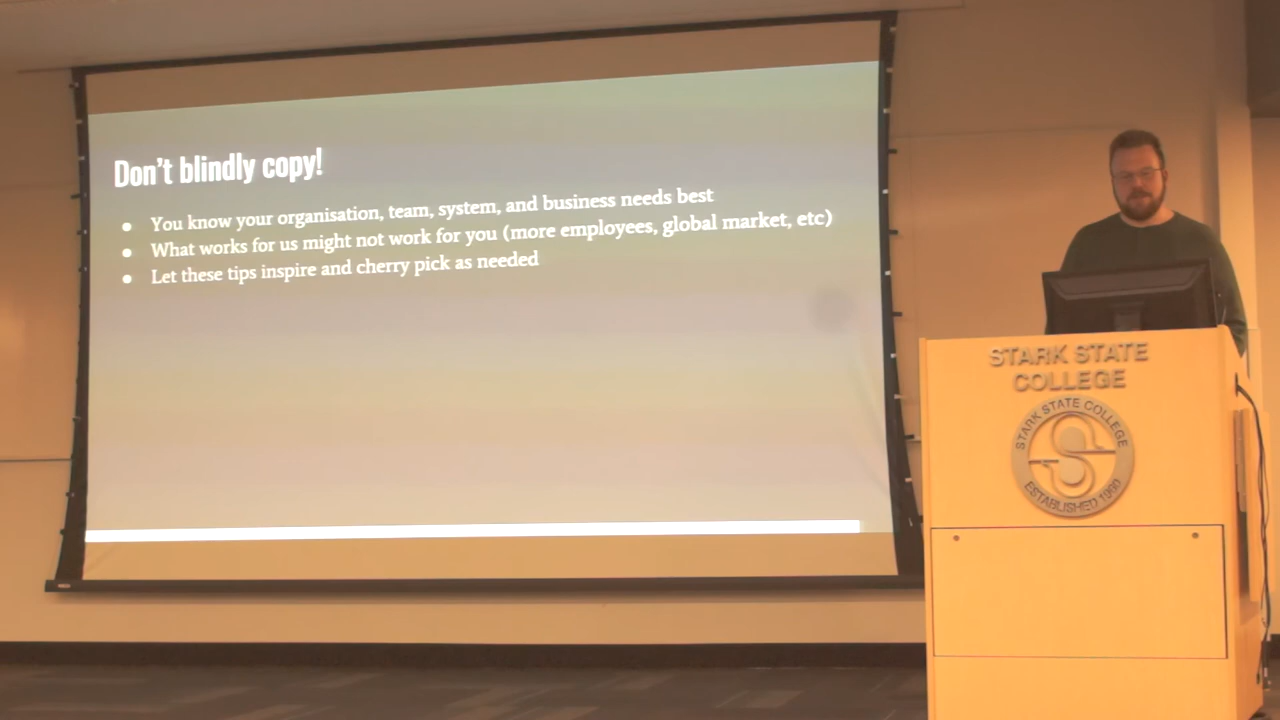 Don't blindly copy!
● You know your organisation, team, system, and business needs best
● What works for us might not work for you (more employees, global market, etc)
● Let these tips inspire and cherry pick as needed
STARK STATE
COLLEGE
STARK STATE COLLEGE
ESTABLISHED 1960